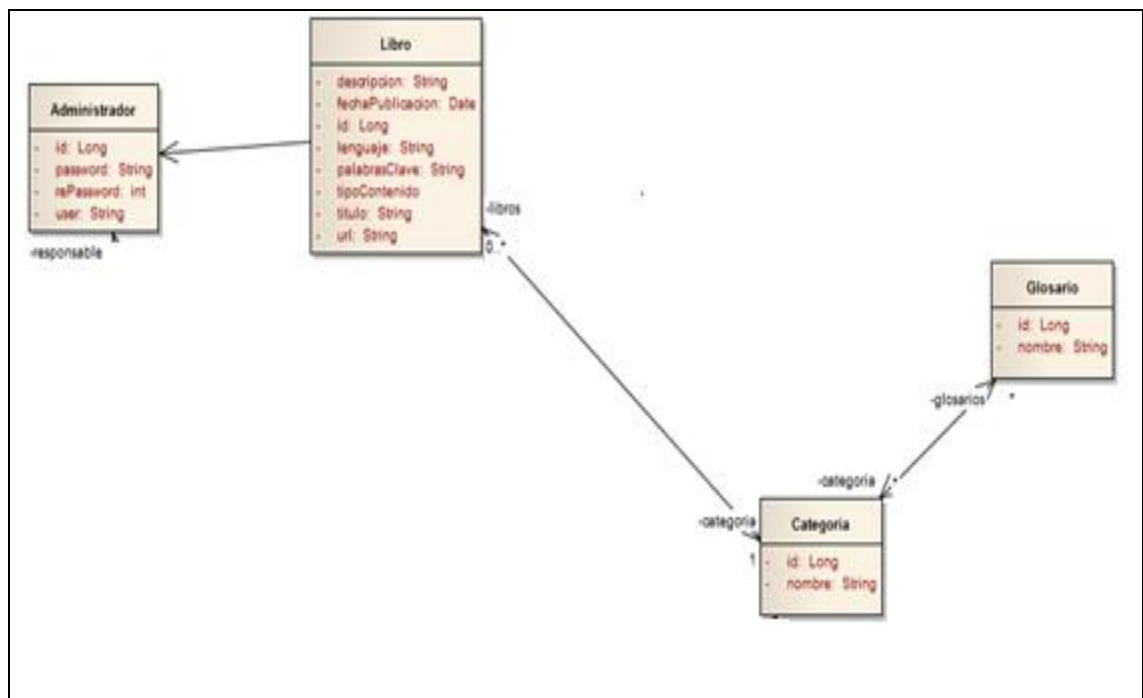 Libro
- descripcion: String
- fechaPublicacion: Date
- id: Long
- lenguaje: String
- palabrasClave: String
- tipoContenido
- titulo: String
- url: String
Administrador
- id: Long
- password: String
- rePassword: int
- user: String
-responsable
-libros
0..*
Glosario
- id: Long
- nombre: String
-glosarios
*
-categoria
*
-categoria
1
Categoria
- id: Long
- nombre: String